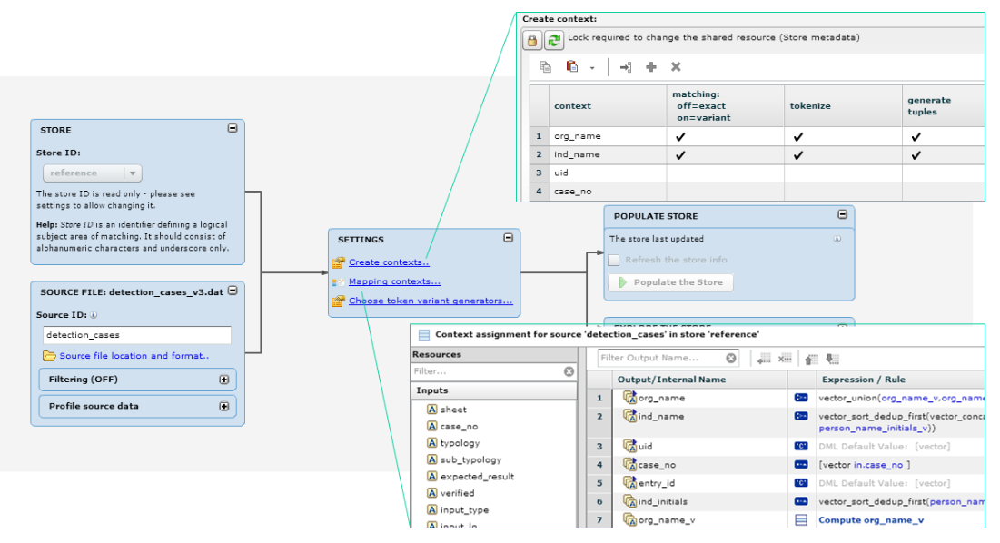 Create context:
Lock required to change the shared resource (Store metadata)
context
matching:
off=exact
on=variant
tokenize
generate
tuples
1 org_name
2 ind_name
3 uid
4 case_no
STORE
Store ID:
reference
The store ID is read only - please see
settings to allow changing it.
Help: Store ID is an identifier defining a logical
subject area of matching. It should consist of
alphanumeric characters and underscore only.
SOURCE FILE: detection_cases_v3.dat
Source ID:
detection_cases
Source file location and format..
Filtering (OFF)
Profile source data
SETTINGS
Create contexts..
Mapping contexts...
Choose token variant generators...
POPULATE STORE
The store last updated
Refresh the store info
Populate the Store
EXPLORE THE STORE
Context assignment for source 'detection_cases' in store 'reference'
Resources
Filter...
Inputs
sheet
case_no
typology
sub_typology
expected_result
verified
input_type
Filter Output Name...
Output/Internal Name Expression / Rule
1 org_name vector_union(org_name_v,org_name
2 ind_name vector_sort_dedup_first(vector_conca
person_name_initials_v))
3 uid "C" DML Default Value: [vector]
4 case_no [vector in.case_no ]
5 entry_id "C" DML Default Value: [vector]
6 ind_initials vector_sort_dedup_first(person_nam
7 org_name_v Compute org_name_v